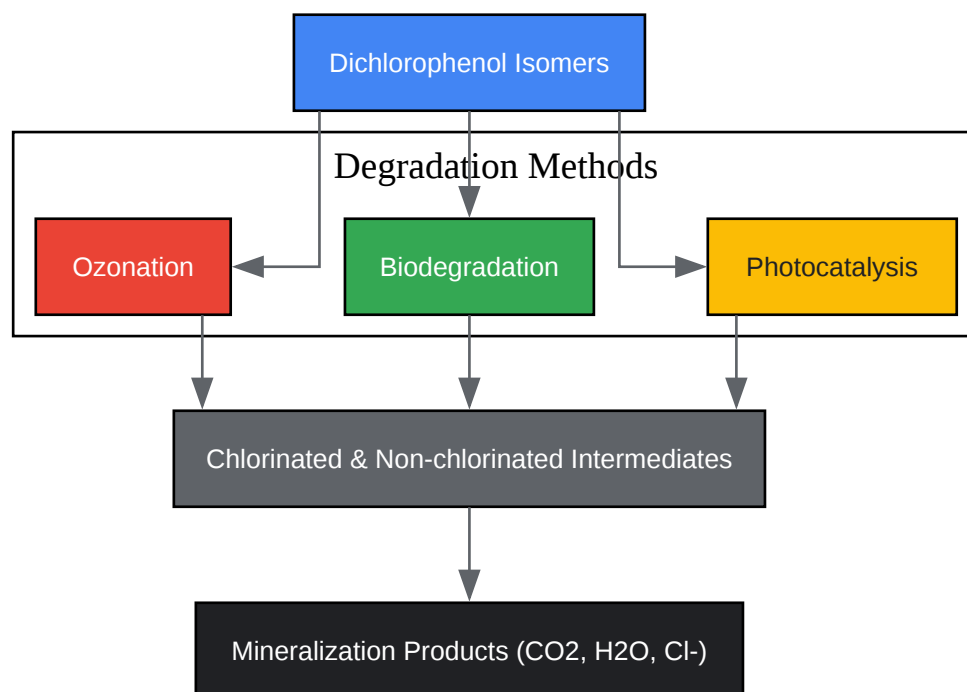 Dichlorophenol Isomers
Degradation Methods
Ozonation
Biodegradation
Photocatalysis
Chlorinated & Non-chlorinated Intermediates
Mineralization Products (CO2, H2O, Cl-)